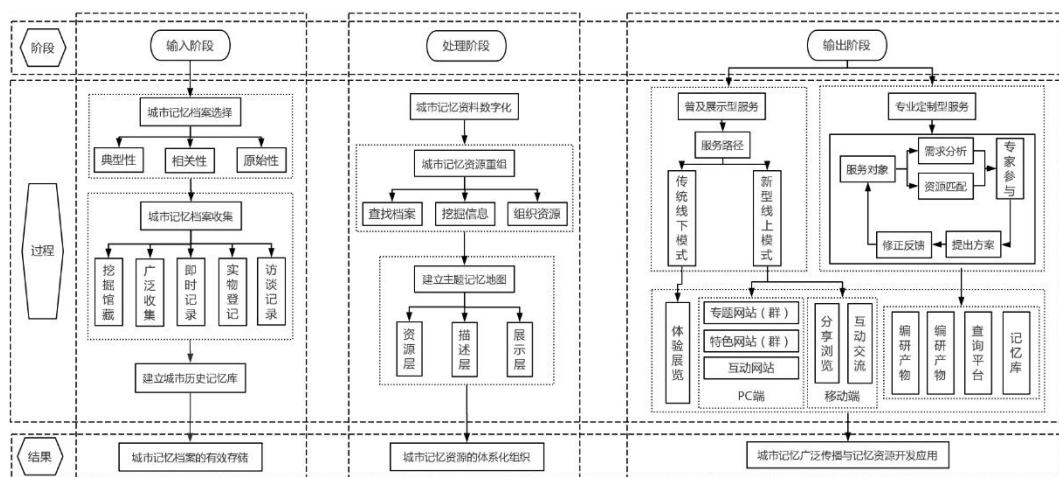 阶段
输入阶段
处理阶段
输出阶段
过程
城市记忆档案选择
典型性
相关性
原始性
城市记忆档案收集
挖掘馆藏
广泛收集
即时记录
实物登记
访谈记录
建立城市历史记忆库
城市记忆资料数字化
城市记忆资源重组
查找档案
挖掘信息
组织资源
建立主题记忆地图
资源层
描述层
展示层
普及展示型服务
服务路径
传统线下模式
新型线上模式
体验展览
专题网站（群）
特色网站（群）
互动网站
PC端
分享浏览
互动交流
移动端
专业定制型服务
服务对象
需求分析
资源匹配
专家参与
修正反馈
提出方案
编研产物
编研产物
查询平台
记忆库
结果
城市记忆档案的有效存储
城市记忆资源的体系化组织
城市记忆广泛传播与记忆资源开发应用